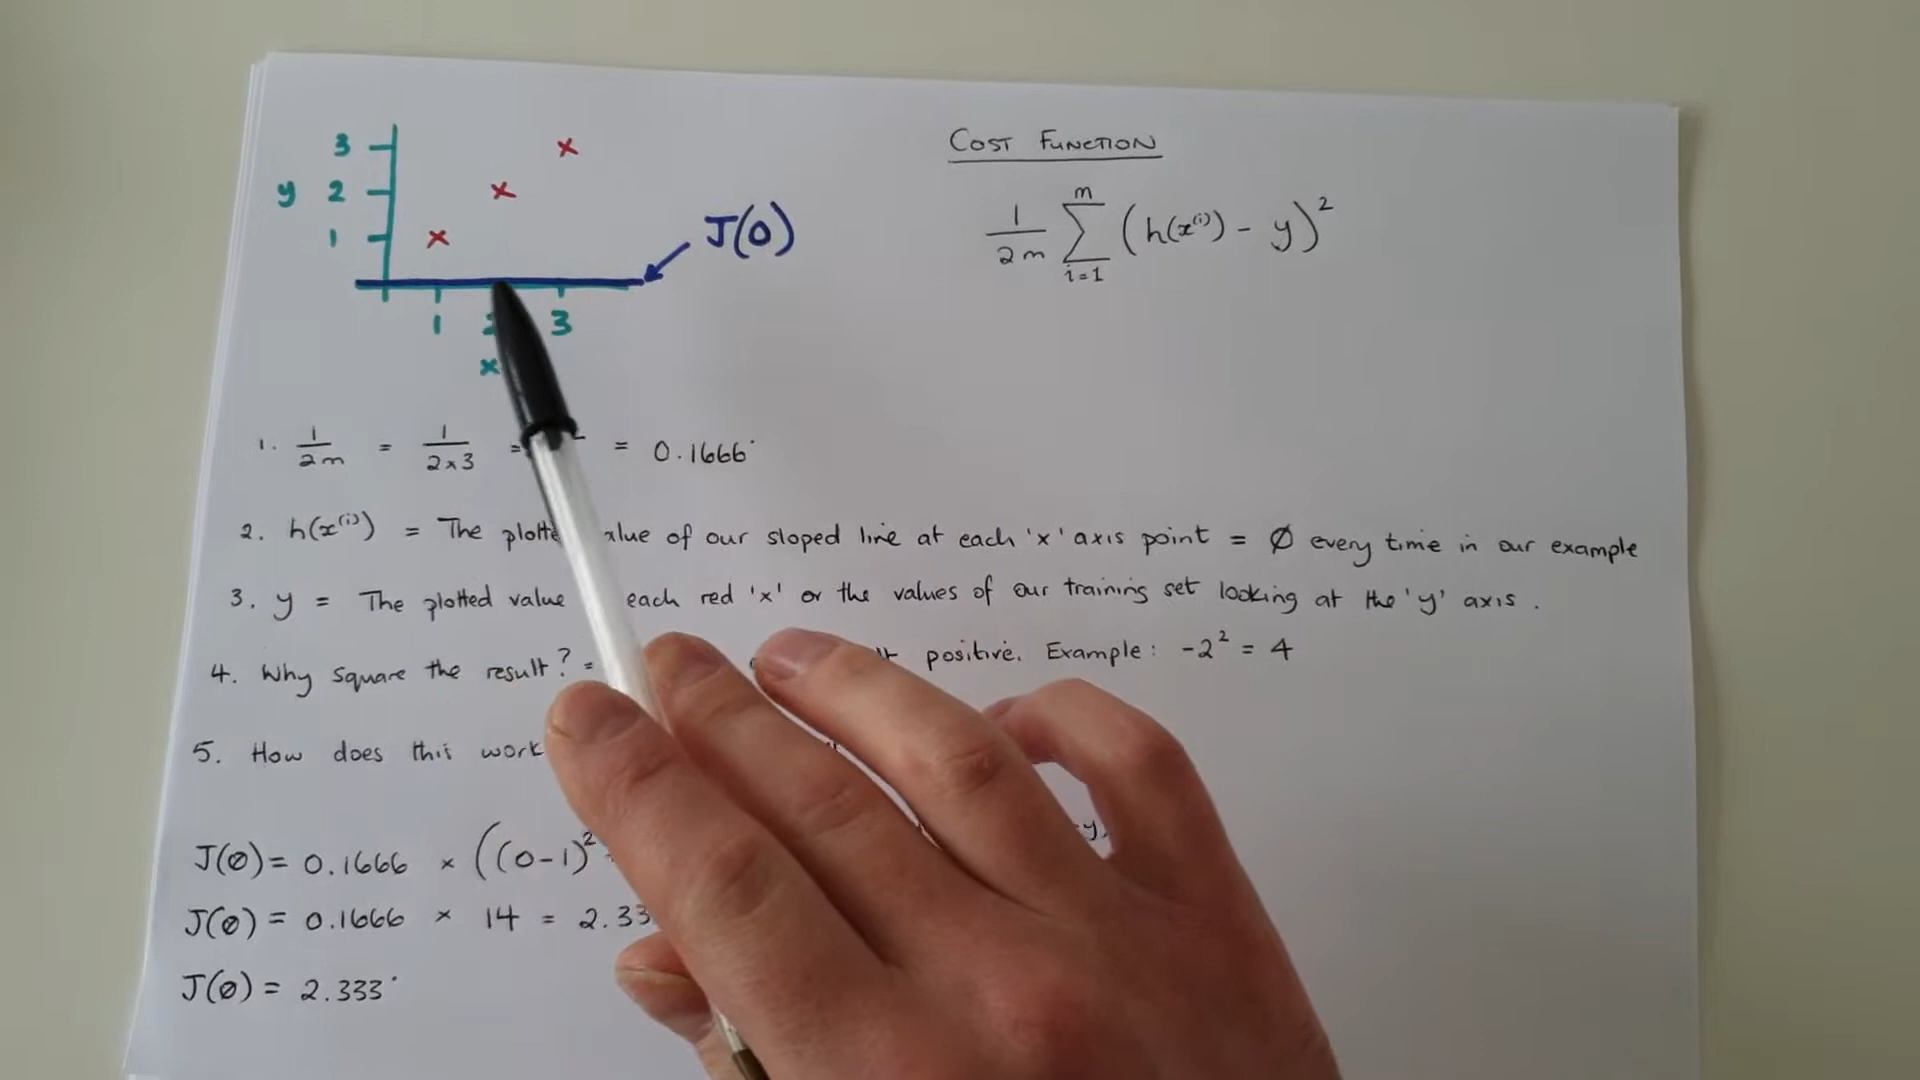 3
y 2
1
J(0)
1 3
x
COST FUNCTION
1/2m Σ i=1 m (h(x⁽ⁱ⁾) - y)²
1. 1/2m = 1/2x3 = = 0.1666˙
2. h(x⁽ⁱ⁾) = The of our sloped line at each 'x' axis point = Ø every time in our example
3. y = The plotted value each red 'x' or the values of our training set looking at the 'y' axis.
4. Why square the result? = positive. Example: -2² = 4
5. How does this work
J(Ø) = 0.1666 × ((0-1)²
J(Ø) = 0.1666 × 14 = 2.33
J(Ø) = 2.333˙